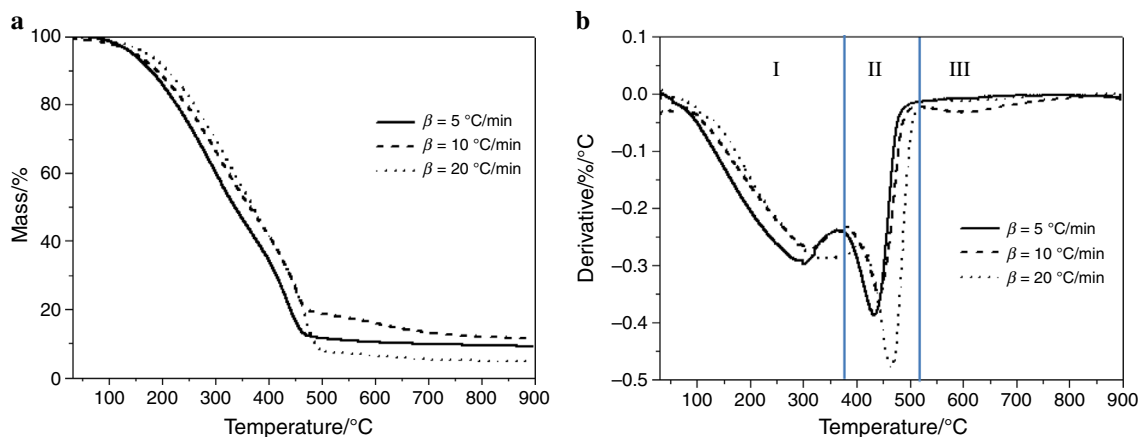 a
100
80
60
40
20
0
Mass/%
β = 5 °C/min
β = 10 °C/min
β = 20 °C/min
100 200 300 400 500 600 700 800 900
Temperature/°C
b
0.1
0.0
−0.1
−0.2
−0.3
−0.4
−0.5
Derivative/%/°C
I II III
β = 5 °C/min
β = 10 °C/min
β = 20 °C/min
100 200 300 400 500 600 700 800 900
Temperature/°C